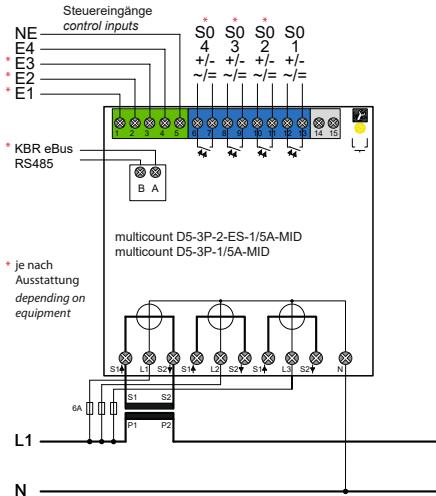 Steuereingänge
control inputs
NE
E4
* E3
* E2
* E1
* * *
S0 S0 S0 S0
4 3 2 1
+/- +/- +/- +/-
~/= ~/= ~/= ~/=
1 2 3 4 5 6 7 8 9 10 11 12 13 14 15
* KBR eBus
RS485
B A
multicount D5-3P-2-ES-1/5A-MID
multicount D5-3P-1/5A-MID
* je nach
Ausstattung
depending on
equipment
S1 L1 S2 S1 L2 S2 S1 L3 S2 N
6A
S1 S2
P1 P2
L1
N